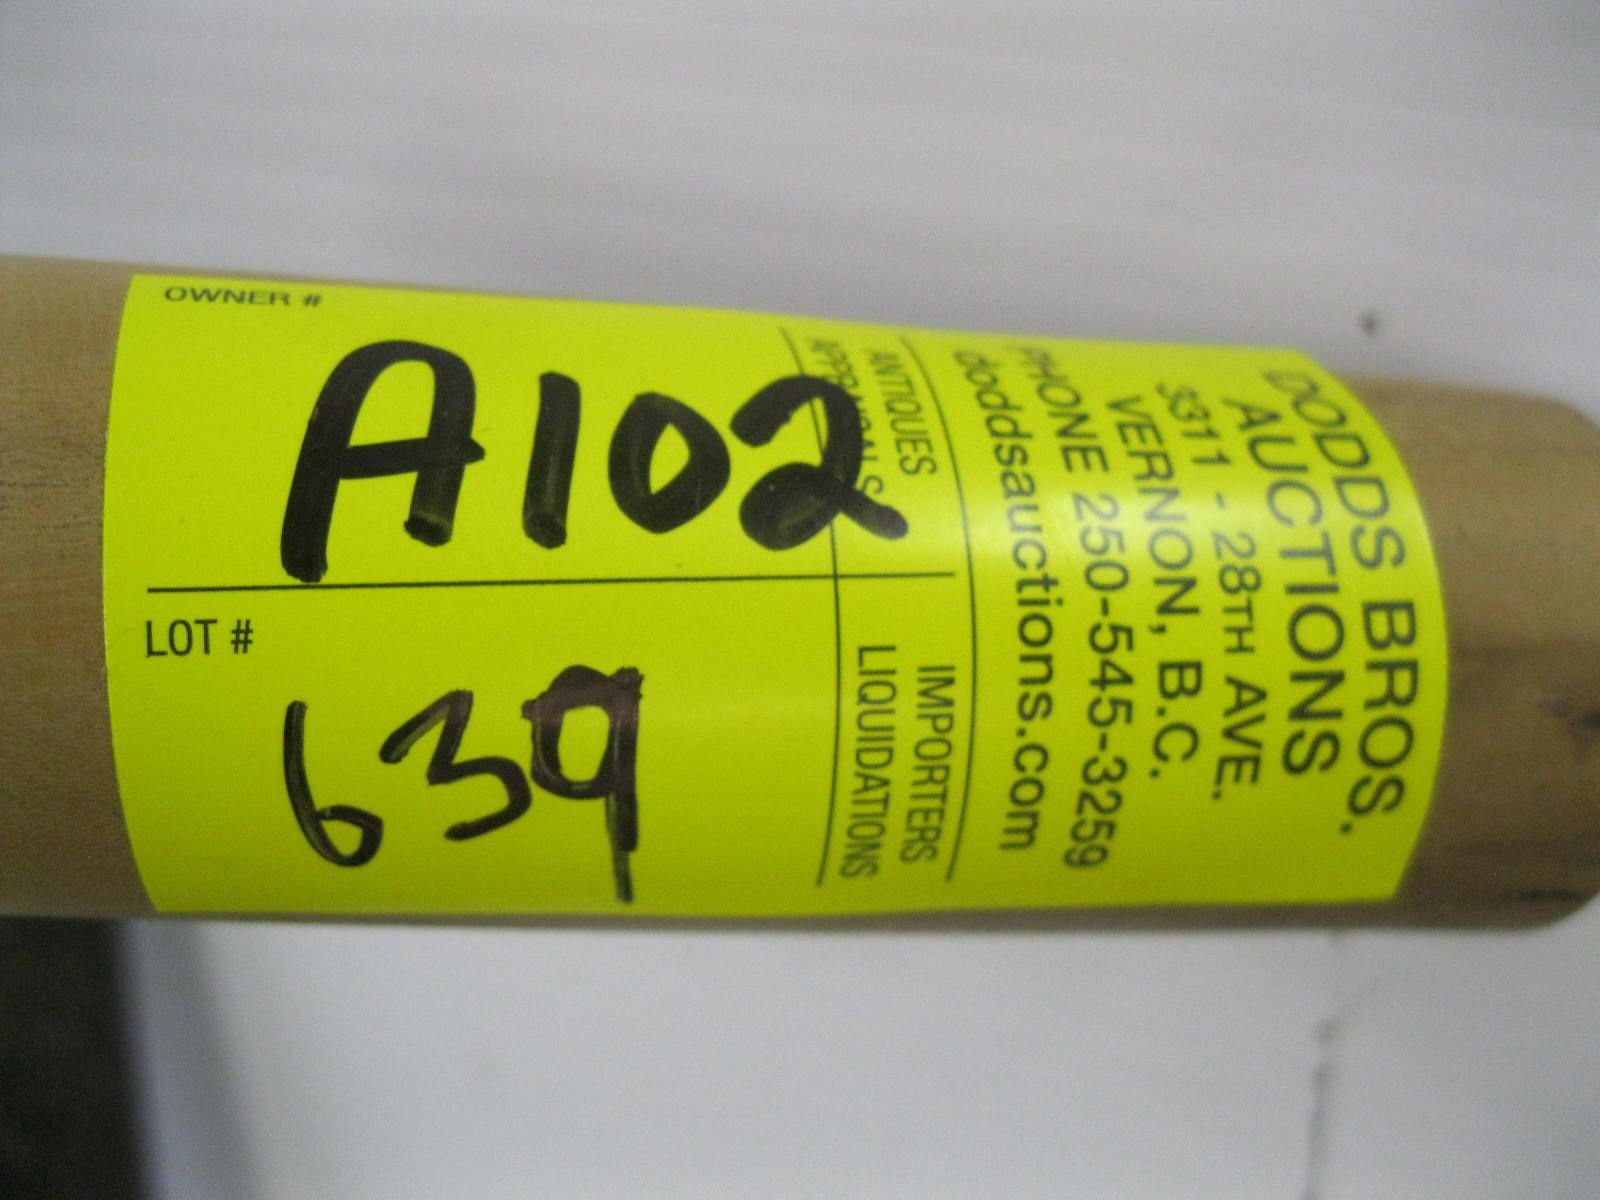 DODDS BROS.
AUCTIONS
3311 - 28TH AVE.
VERNON, B.C.
PHONE 250-545-3259
doddsauctions.com
ANTIQUES
APPRAISALS
IMPORTERS
LIQUIDATIONS
OWNER #
A102
LOT #
639